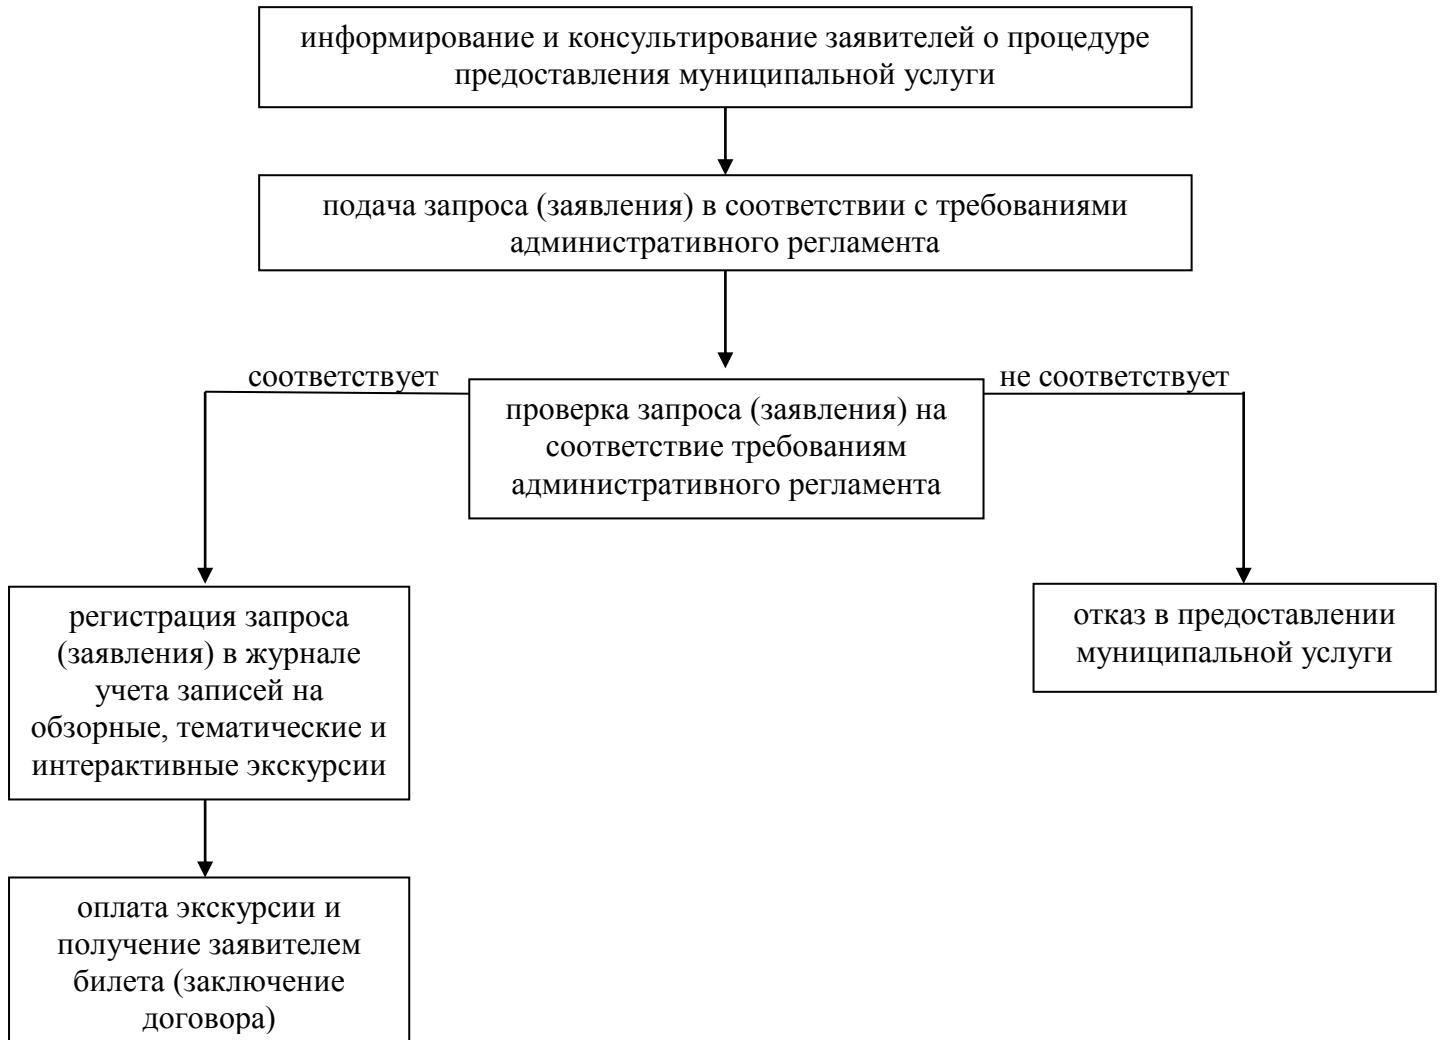 информирование и консультирование заявителей о процедуре
предоставления муниципальной услуги
подача запроса (заявления) в соответствии с требованиями
административного регламента
соответствует
не соответствует
проверка запроса (заявления) на
соответствие требованиям
административного регламента
регистрация запроса
(заявления) в журнале
учета записей на
обзорные, тематические и
интерактивные экскурсии
отказ в предоставлении
муниципальной услуги
оплата экскурсии и
получение заявителем
билета (заключение
договора)